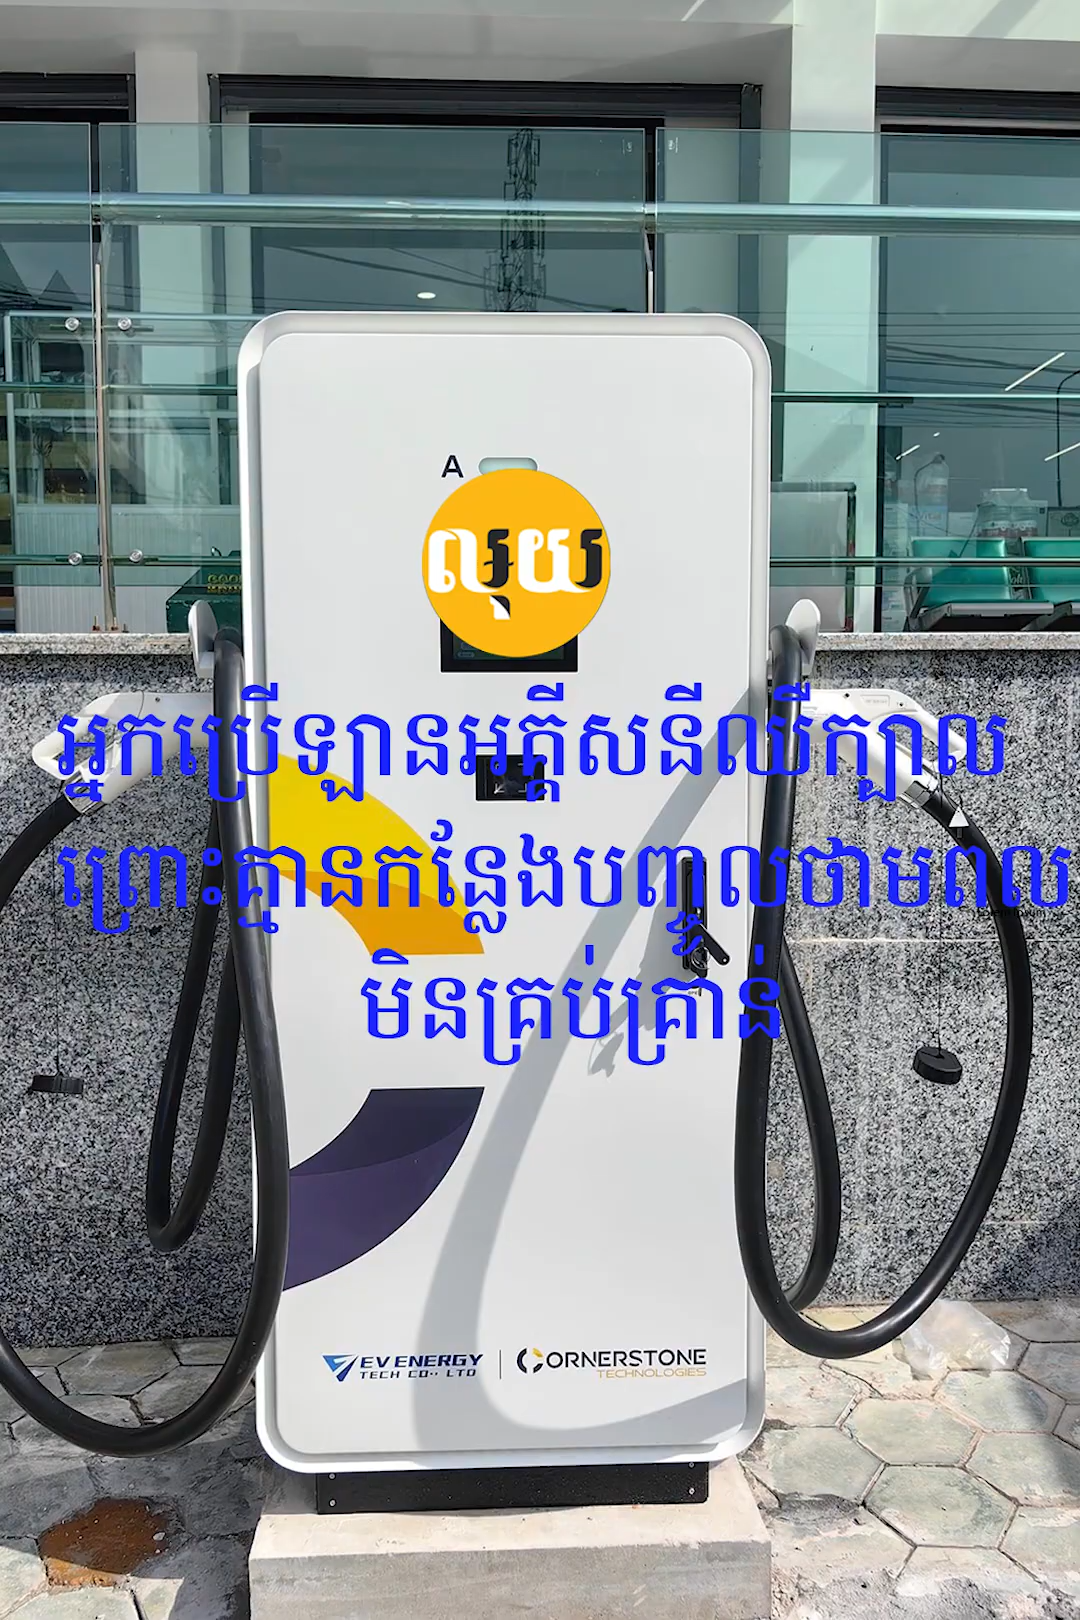 A
លុយ
អ្នកប្រើឡានអគ្គីសនីឈឺក្បាល
ព្រោះគ្មានកន្លែងបញ្ចូលថាមពល
មិនគ្រប់គ្រាន់
EV ENERGY
TECH CO., LTD
CORNERSTONE
TECHNOLOGIES